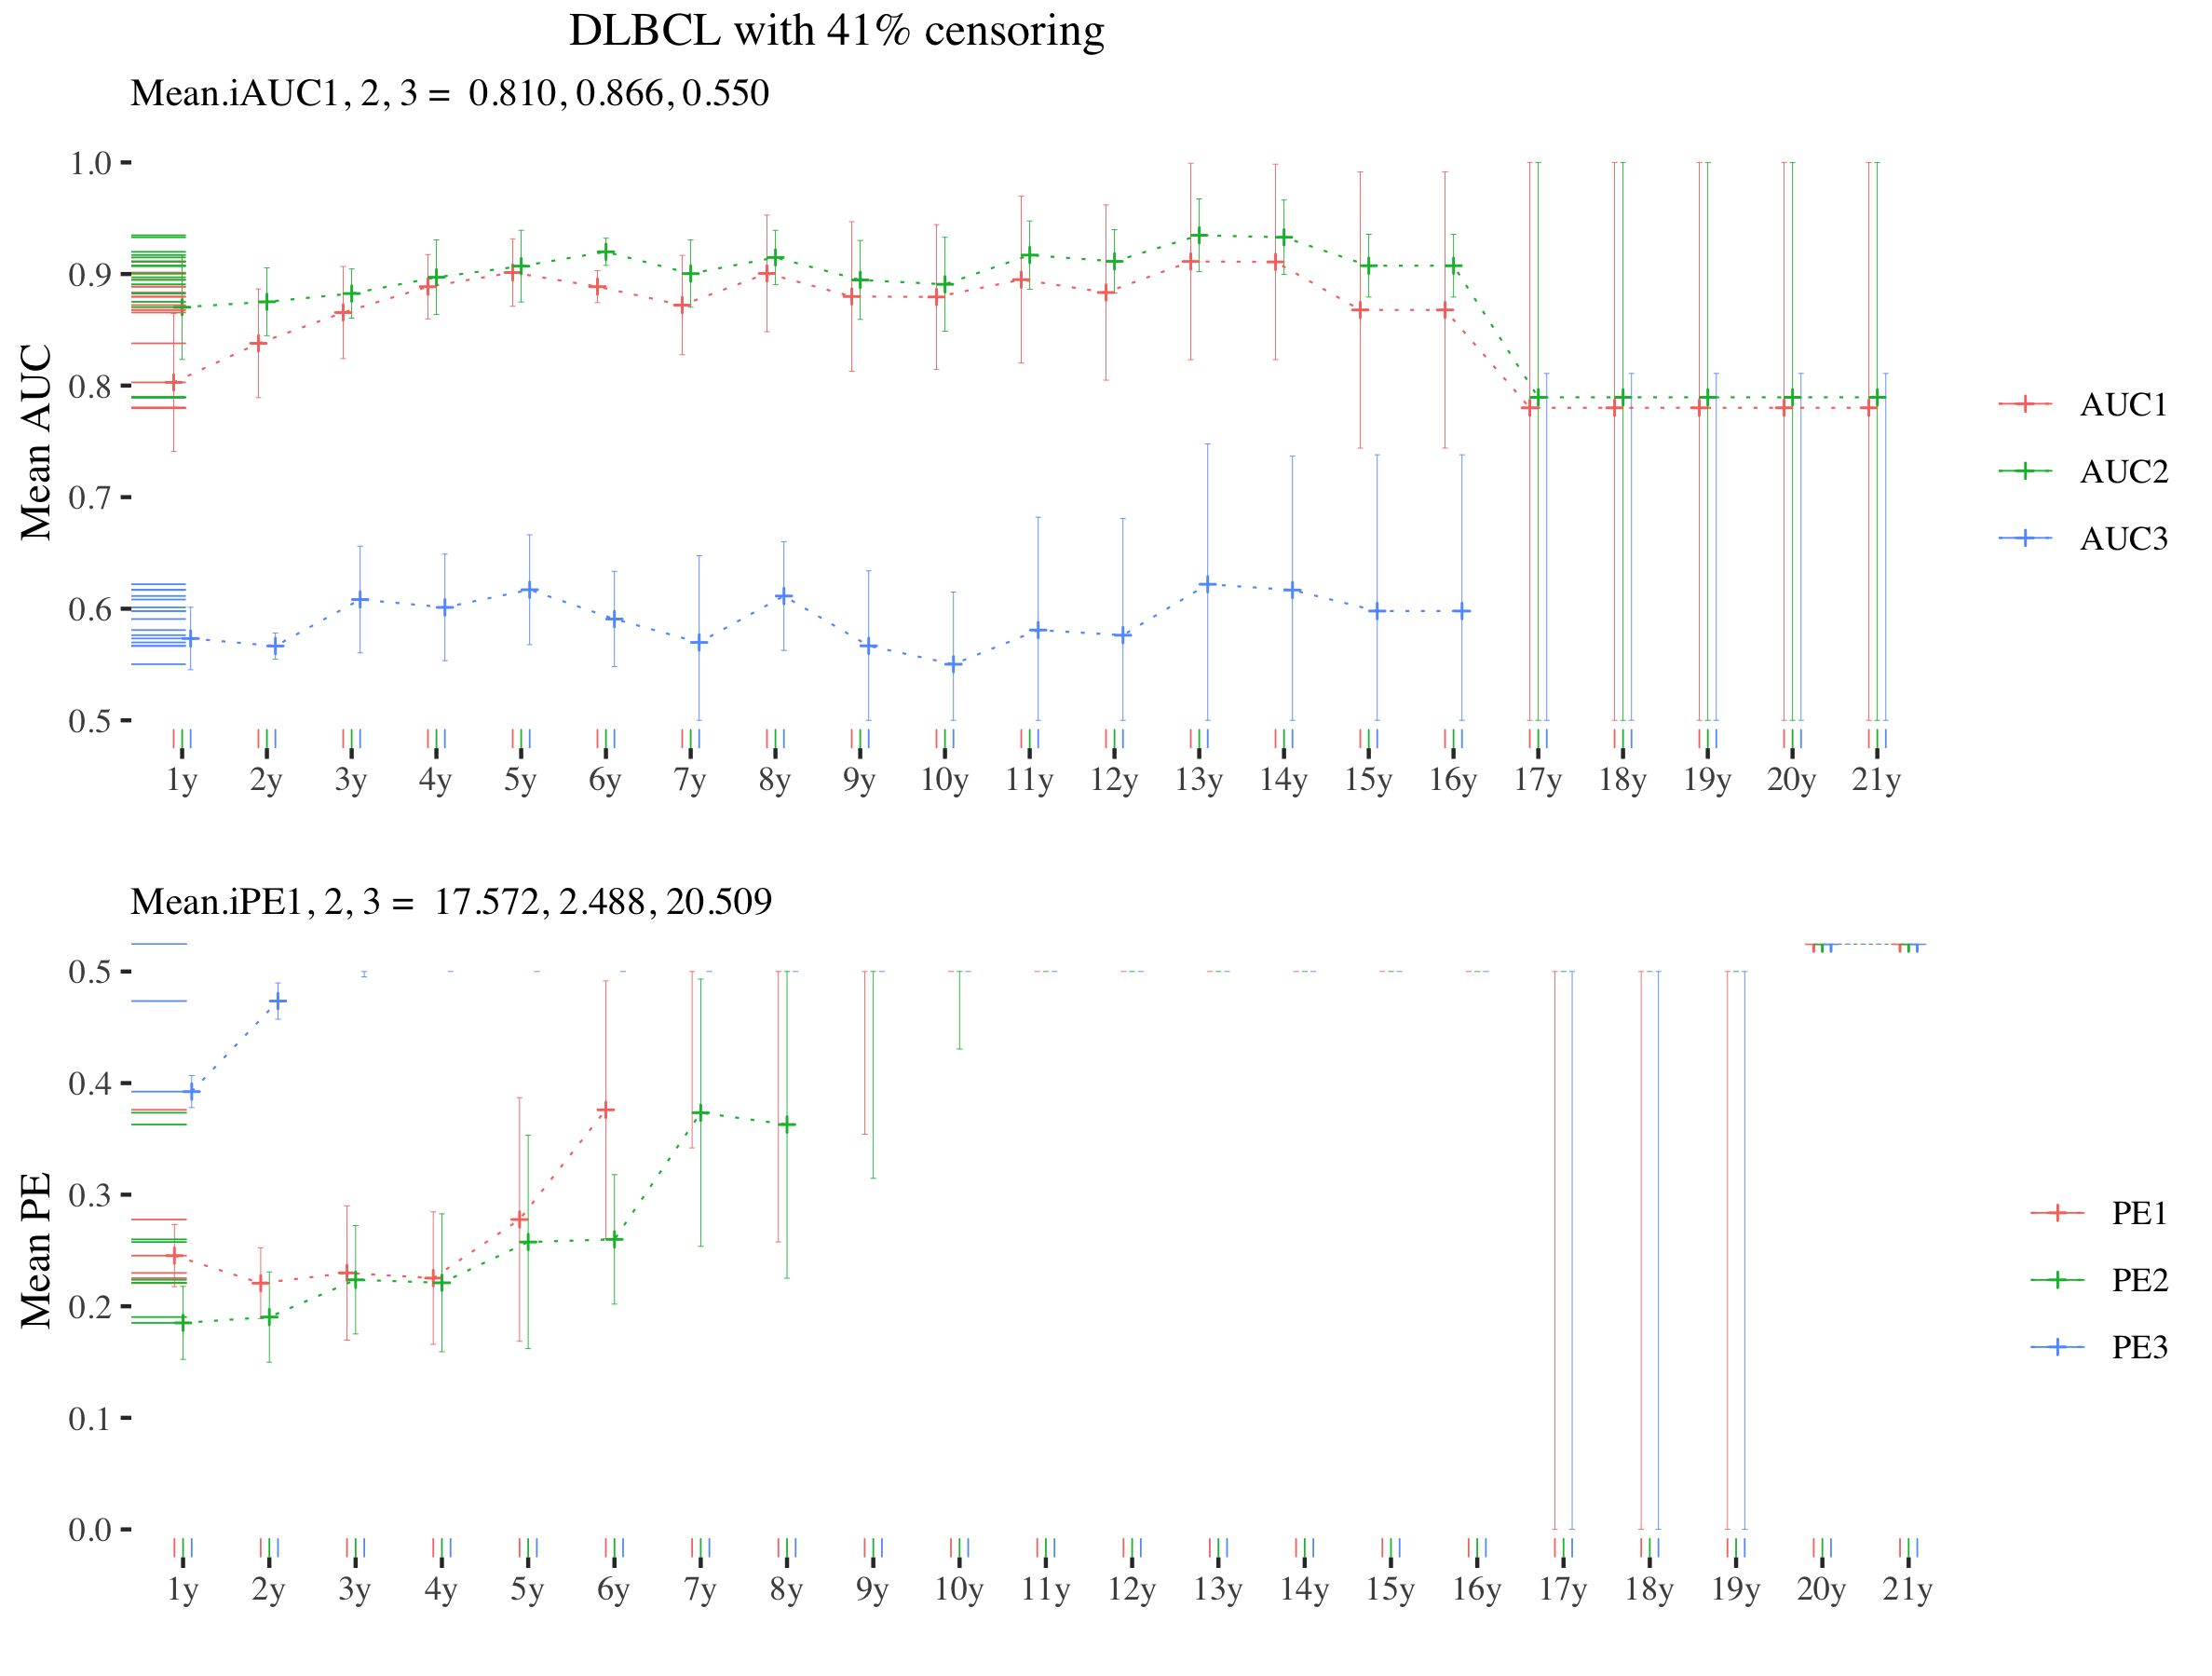 DLBCL with 41% censoring
Mean.iAUC1, 2, 3 = 0.810, 0.866, 0.550
Mean AUC
1.0
0.9
0.8
0.7
0.6
0.5
1y 2y 3y 4y 5y 6y 7y 8y 9y 10y 11y 12y 13y 14y 15y 16y 17y 18y 19y 20y 21y
AUC1
AUC2
AUC3
Mean.iPE1, 2, 3 = 17.572, 2.488, 20.509
Mean PE
0.5
0.4
0.3
0.2
0.1
0.0
1y 2y 3y 4y 5y 6y 7y 8y 9y 10y 11y 12y 13y 14y 15y 16y 17y 18y 19y 20y 21y
PE1
PE2
PE3